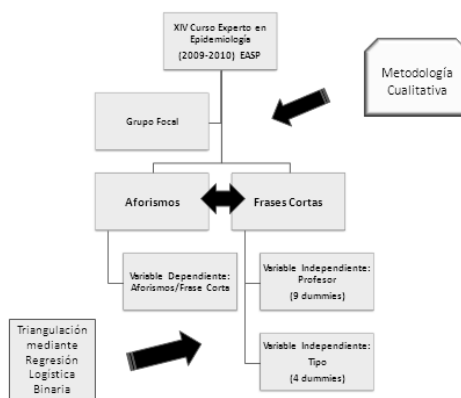 XIV Curso Experto en
Epidemiología
(2009-2010) EASP
Metodología
Cualitativa
Grupo Focal
Aforismos
Frases Cortas
Variable Dependiente:
Aforismos/Frase Corta
Variable Independiente:
Profesor
(9 dummies)
Triangulación
mediante
Regresión
Logística
Binaria
Variable Independiente:
Tipo
(4 dummies)